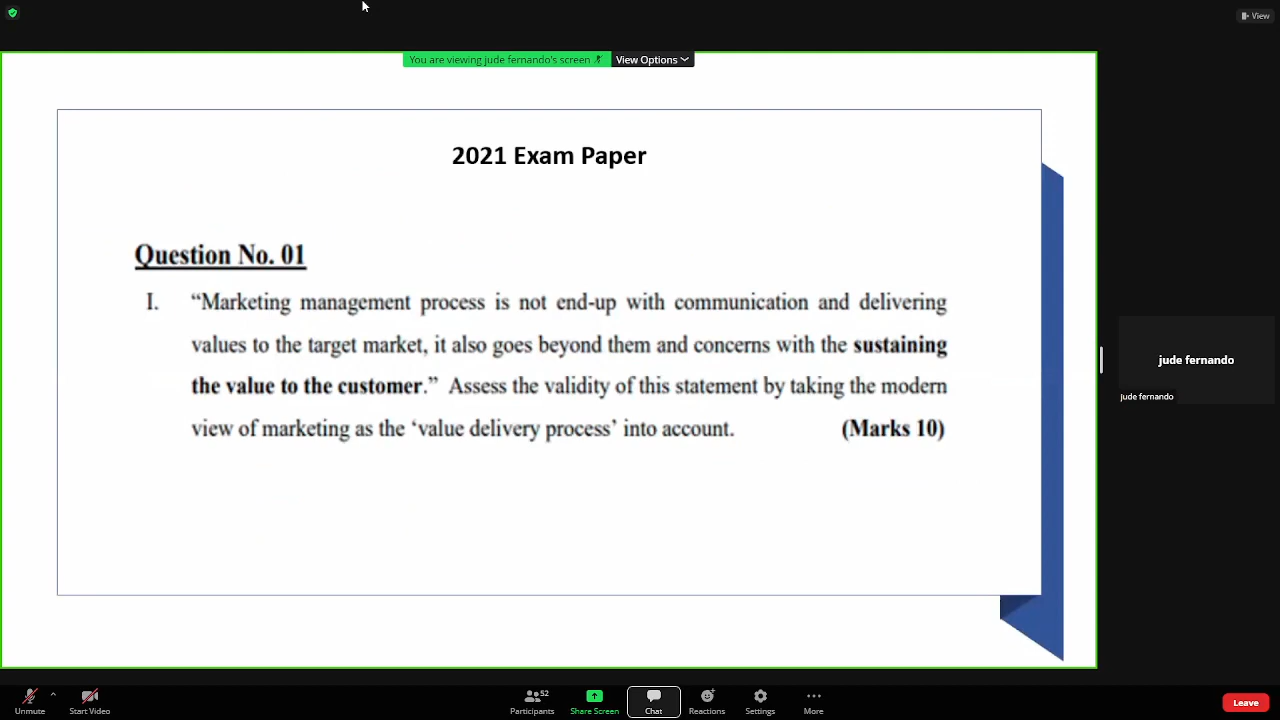 View
You are viewing jude fernando's screen
View Options
2021 Exam Paper
Question No. 01
I. “Marketing management process is not end-up with communication and delivering
values to the target market, it also goes beyond them and concerns with the sustaining
the value to the customer.” Assess the validity of this statement by taking the modern
view of marketing as the ‘value delivery process’ into account. (Marks 10)
jude fernando
jude fernando
Unmute
Start Video
52
Participants
Share Screen
Chat
Reactions
Settings
More
Leave